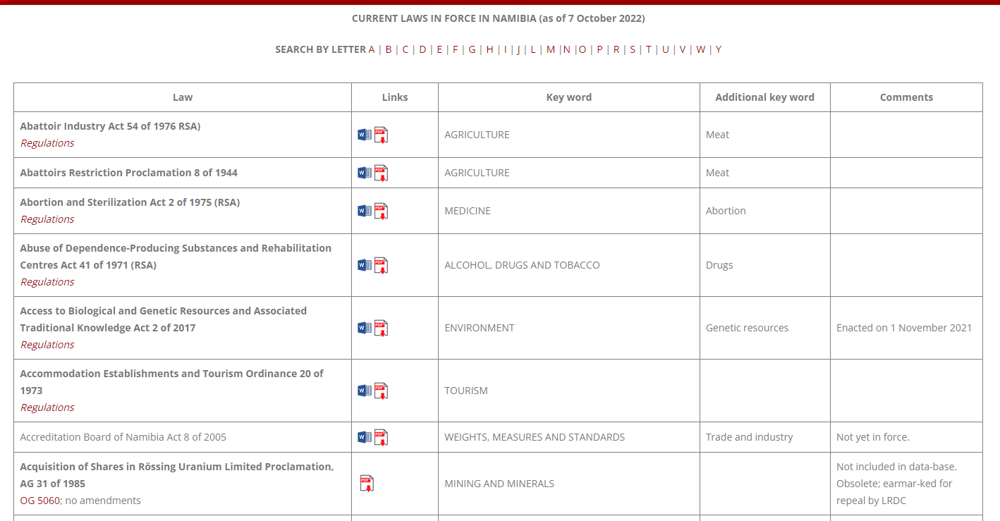 CURRENT LAWS IN FORCE IN NAMIBIA (as of 7 October 2022)
SEARCH BY LETTER A | B | C | D | E | F | G | H | I | J | L | M |N |O | P | R | S | T | U | V | W | Y
Law Links Key word Additional key word Comments
Abattoir Industry Act 54 of 1976 RSA)
Regulations
W PDF
AGRICULTURE
Meat
Abattoirs Restriction Proclamation 8 of 1944
W PDF
AGRICULTURE
Meat
Abortion and Sterilization Act 2 of 1975 (RSA)
Regulations
W PDF
MEDICINE
Abortion
Abuse of Dependence-Producing Substances and Rehabilitation
Centres Act 41 of 1971 (RSA)
Regulations
W PDF
ALCOHOL, DRUGS AND TOBACCO
Drugs
Access to Biological and Genetic Resources and Associated
Traditional Knowledge Act 2 of 2017
Regulations
W PDF
ENVIRONMENT
Genetic resources
Enacted on 1 November 2021
Accommodation Establishments and Tourism Ordinance 20 of
1973
Regulations
W PDF
TOURISM
Accreditation Board of Namibia Act 8 of 2005
W PDF
WEIGHTS, MEASURES AND STANDARDS
Trade and industry
Not yet in force.
Acquisition of Shares in Rössing Uranium Limited Proclamation,
AG 31 of 1985
OG 5060; no amendments
PDF
MINING AND MINERALS
Not included in data-base.
Obsolete; earmar-ked for
repeal by LRDC